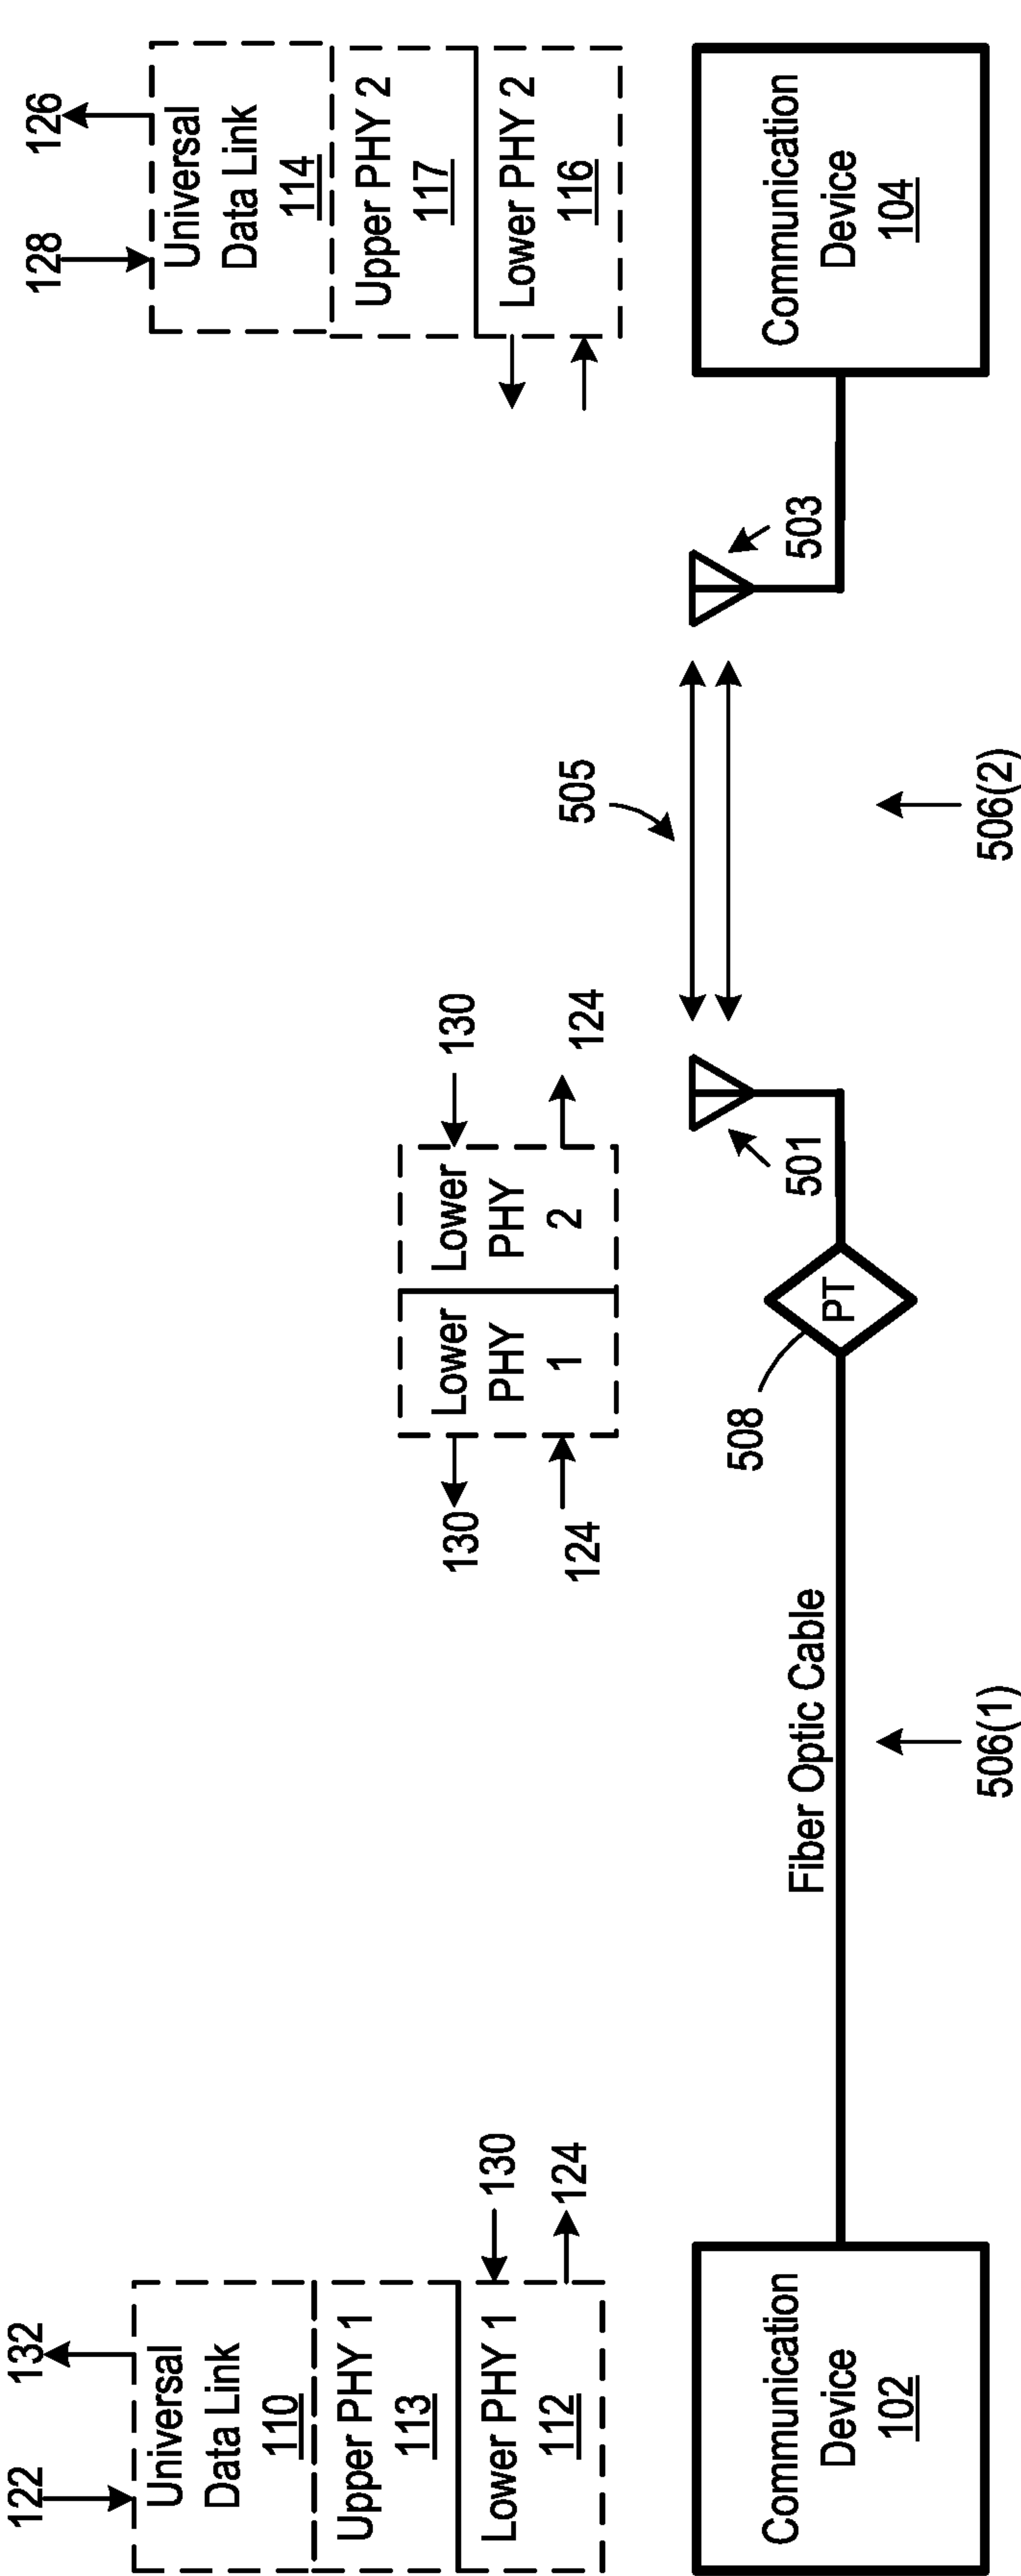 122
132
Universal
Data Link
110
Upper PHY 1
113
Lower PHY 1
112
130
124
Communication
Device
102
Fiber Optic Cable
506(1)
130
124
Lower
PHY
1
Lower
PHY
2
130
124
508
PT
501
505
506(2)
503
128
126
Universal
Data Link
114
Upper PHY 2
117
Lower PHY 2
116
Communication
Device
104